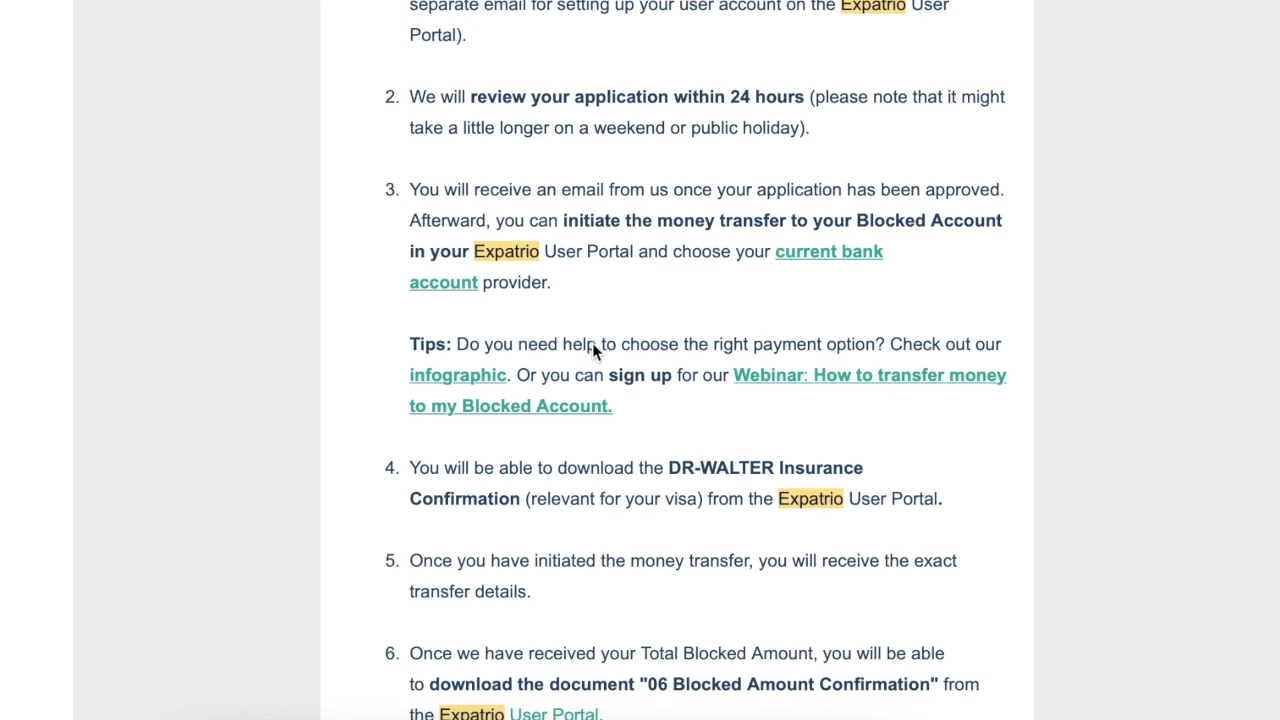 separate email for setting up your user account on the Expatrio User
Portal).
2. We will review your application within 24 hours (please note that it might
take a little longer on a weekend or public holiday).
3. You will receive an email from us once your application has been approved.
Afterward, you can initiate the money transfer to your Blocked Account
in your Expatrio User Portal and choose your current bank
account provider.
Tips: Do you need help to choose the right payment option? Check out our
infographic. Or you can sign up for our Webinar: How to transfer money
to my Blocked Account.
4. You will be able to download the DR-WALTER Insurance
Confirmation (relevant for your visa) from the Expatrio User Portal.
5. Once you have initiated the money transfer, you will receive the exact
transfer details.
6. Once we have received your Total Blocked Amount, you will be able
to download the document "06 Blocked Amount Confirmation" from
the Expatrio User Portal.